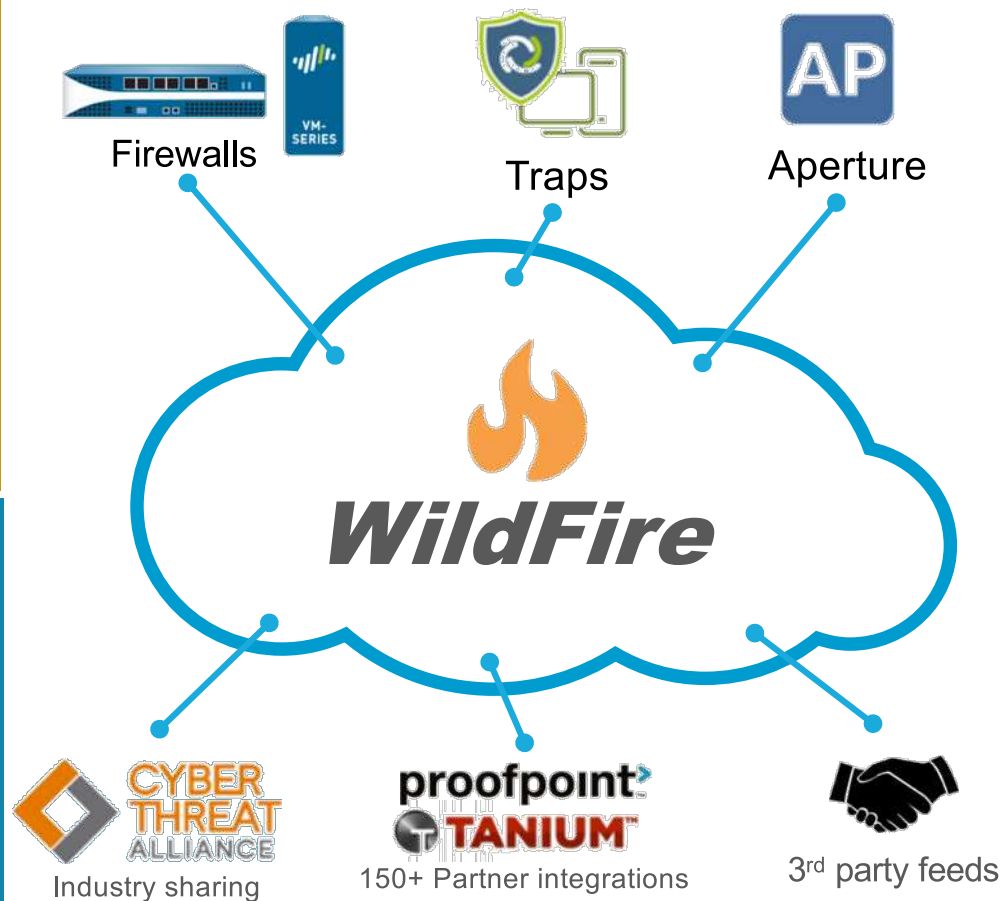 VM-
SERIES
AP
Firewalls
Traps
Aperture
WildFire
CYBER
THREAT
ALLIANCE
Industry sharing
proofpoint
T TANIUM™
150+ Partner integrations
3rd party feeds